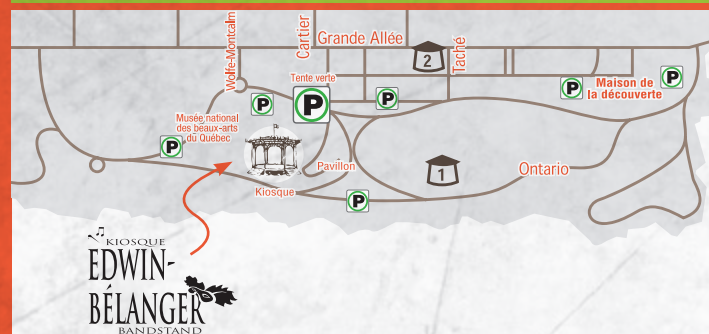 Grande Allée
Cartier
Wolfe-Montcalm
Taché
2
Tente verte
P
P
P
P
P
Maison de
la découverte
Musée national
des beaux-arts
du Québec
P
Pavillon
1
Ontario
Kiosque
P
KIOSQUE
EDWIN-
BÉLANGER
BANDSTAND